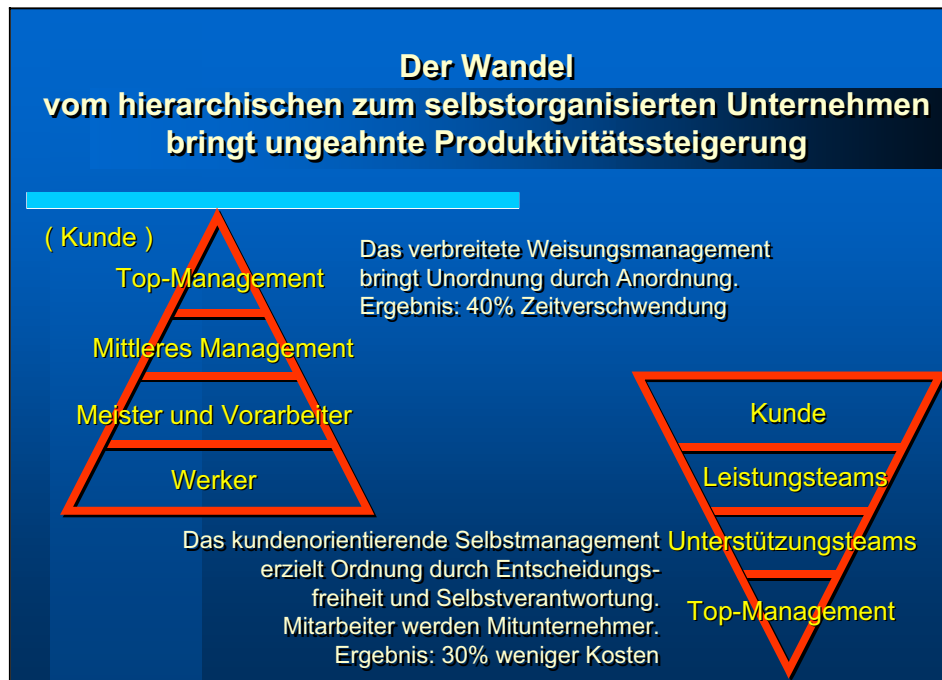 Der Wandel
vom hierarchischen zum selbstorganisierten Unternehmen
bringt ungeahnte Produktivitätssteigerung
( Kunde )
Top-Management
Mittleres Management
Meister und Vorarbeiter
Werker
Das verbreitete Weisungsmanagement
bringt Unordnung durch Anordnung.
Ergebnis: 40% Zeitverschwendung
Kunde
Leistungsteams
Unterstützungsteams
Top-Management
Das kundenorientierende Selbstmanagement
erzielt Ordnung durch Entscheidungs-
freiheit und Selbstverantwortung.
Mitarbeiter werden Mitunternehmer.
Ergebnis: 30% weniger Kosten